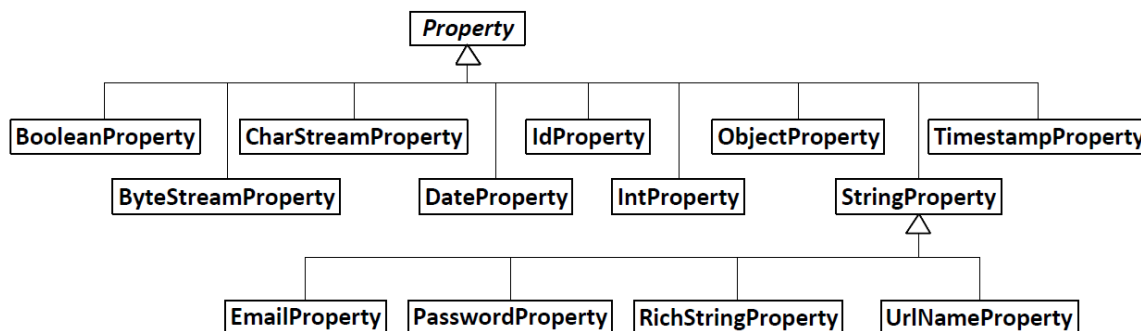 Property
BooleanProperty CharStreamProperty IdProperty ObjectProperty TimestampProperty
ByteStreamProperty DateProperty IntProperty StringProperty
EmailProperty PasswordProperty RichStringProperty UrlNameProperty